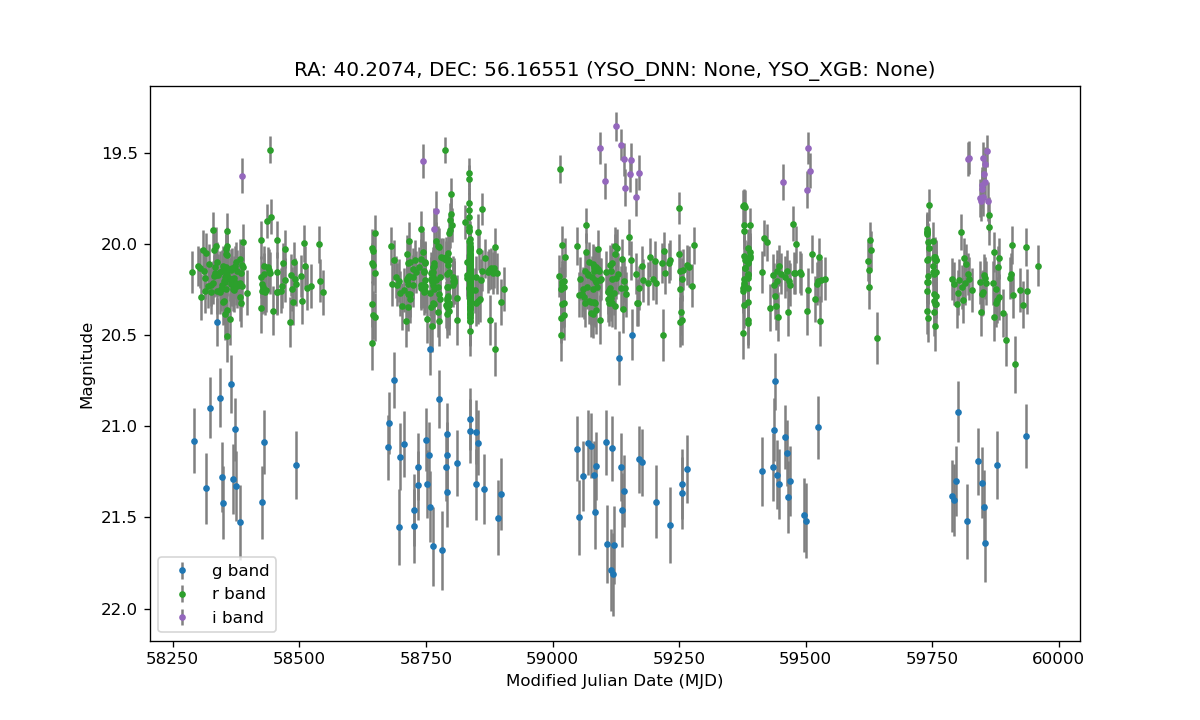 RA: 40.2074, DEC: 56.16551 (YSO_DNN: None, YSO_XGB: None)
19.5
20.0
20.5
21.0
21.5
22.0
Magnitude
g band
r band
i band
58250 58500 58750 59000 59250 59500 59750 60000
Modified Julian Date (MJD)